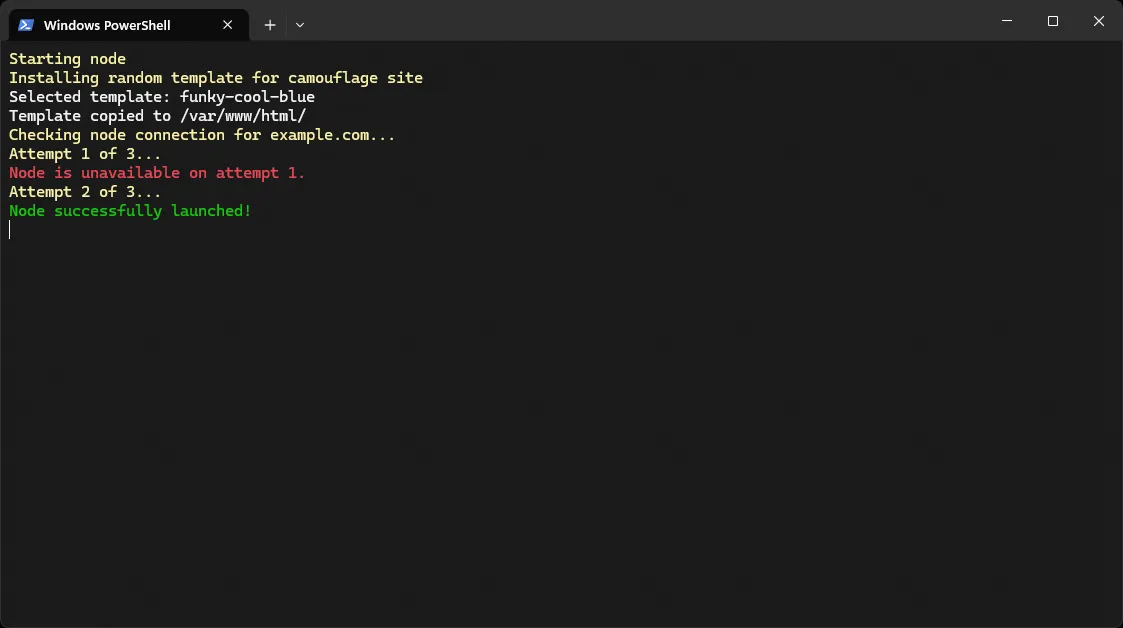 Windows PowerShell
Starting node
Installing random template for camouflage site
Selected template: funky-cool-blue
Template copied to /var/www/html/
Checking node connection for example.com...
Attempt 1 of 3...
Node is unavailable on attempt 1.
Attempt 2 of 3...
Node successfully launched!